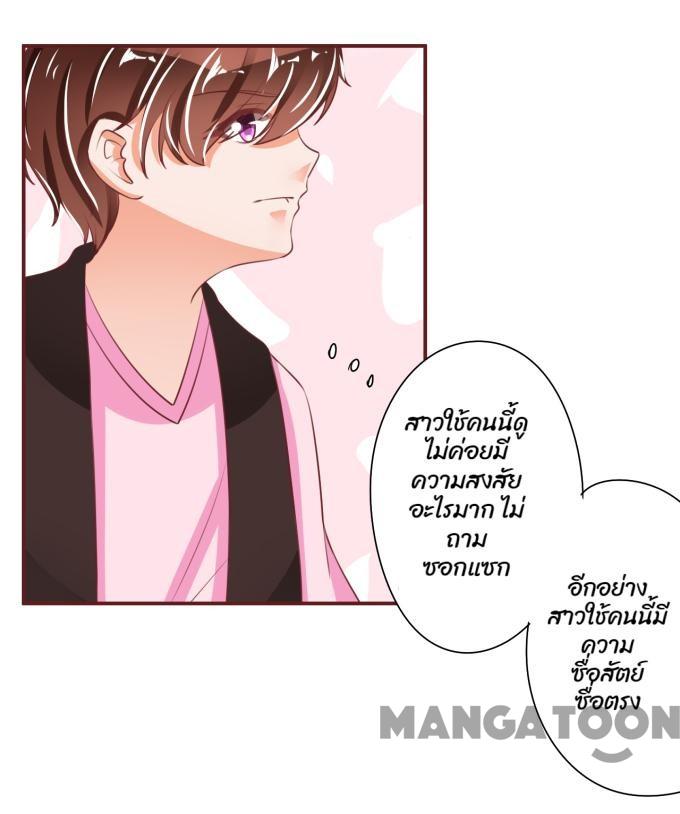 สาวใช้คนนี้ดู
ไม่ค่อยมี
ความสงสัย
อะไรมาก ไม่
ถาม
ซอกแซก
อีกอย่าง
สาวใช้คนนี้มี
ความ
ซื่อสัตย์
ซื่อตรง
MANGATOON